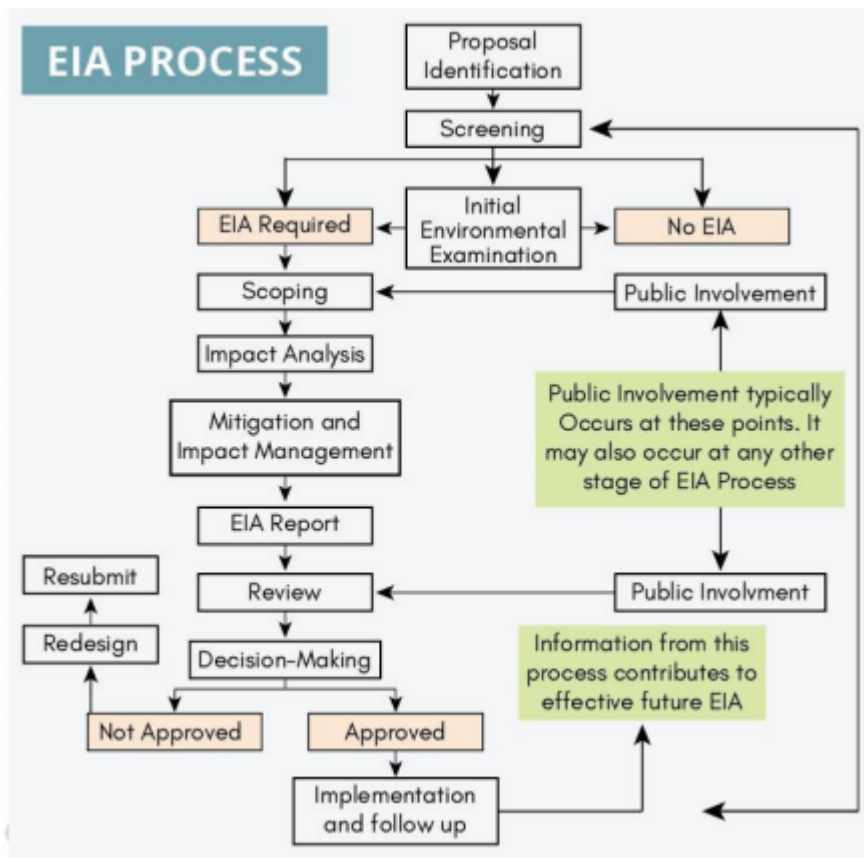 EIA PROCESS
Proposal
Identification
Screening
EIA Required
Initial
Environmental
Examination
No EIA
Scoping
Public Involvement
Impact Analysis
Public Involvement typically
Occurs at these points. It
may also occur at any other
stage of EIA Process
Mitigation and
Impact Management
EIA Report
Resubmit
Review
Public Involvment
Redesign
Decision-Making
Information from this
process contributes to
effective future EIA
Not Approved
Approved
Implementation
and follow up